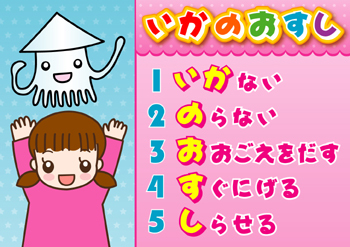 いかのおすし
1 いかない
2 のらない
3 おおごえをだす
4 すぐにげる
5 しらせる